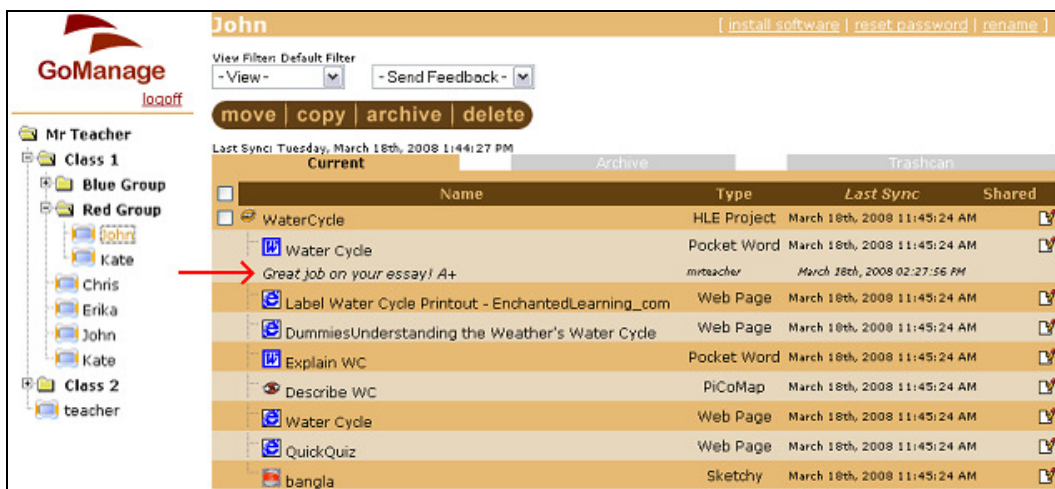 GoManage
logoff
Mr Teacher
Class 1
Blue Group
Red Group
John
Kate
Chris
Erika
John
Kate
Class 2
teacher
John [ install software | reset password | rename ]
View Filter: Default Filter
- View - - Send Feedback -
move | copy | archive | delete
Last Sync: Tuesday, March 18th, 2008 1:44:27 PM
Current Archive Trashcan
Name Type Last Sync Shared
WaterCycle HLE Project March 18th, 2008 11:45:24 AM
Water Cycle Pocket Word March 18th, 2008 11:45:24 AM
Great job on your essay! A+ mrteacher March 18th, 2008 02:27:56 PM
Label Water Cycle Printout - EnchantedLearning_com Web Page March 18th, 2008 11:45:24 AM
DummiesUnderstanding the Weather's Water Cycle Web Page March 18th, 2008 11:45:24 AM
Explain WC Pocket Word March 18th, 2008 11:45:24 AM
Describe WC PiCoMap March 18th, 2008 11:45:24 AM
Water Cycle Web Page March 18th, 2008 11:45:24 AM
QuickQuiz Web Page March 18th, 2008 11:45:24 AM
bangla Sketchy March 18th, 2008 11:45:24 AM